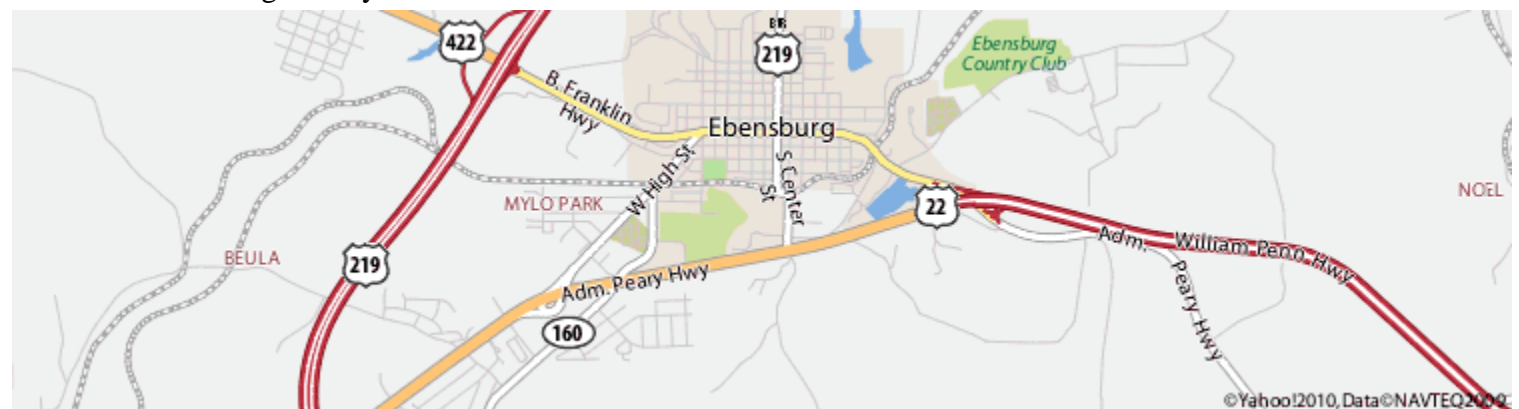 BIR
219
422
Ebensburg
Country Club
B. Franklin
Hwy
Ebensburg
W High St
S Center
St
MYLO PARK
NOEL
22
BEULA
219
Adm.
William Penn Hwy
Adm. Peary Hwy
Peary Hwy
160
©Yahoo!2010, Data©NAVTEQ2009